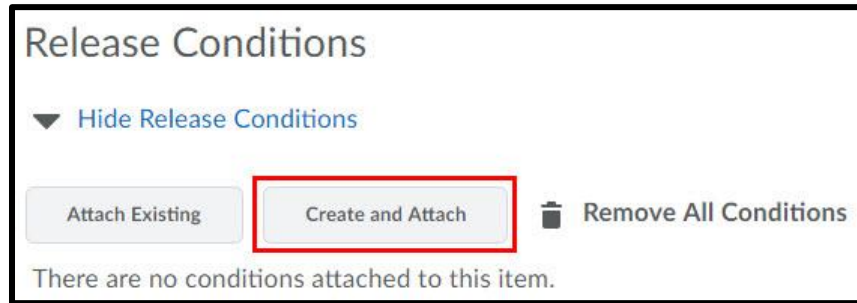 Release Conditions
Hide Release Conditions
Attach Existing Create and Attach Remove All Conditions
There are no conditions attached to this item.